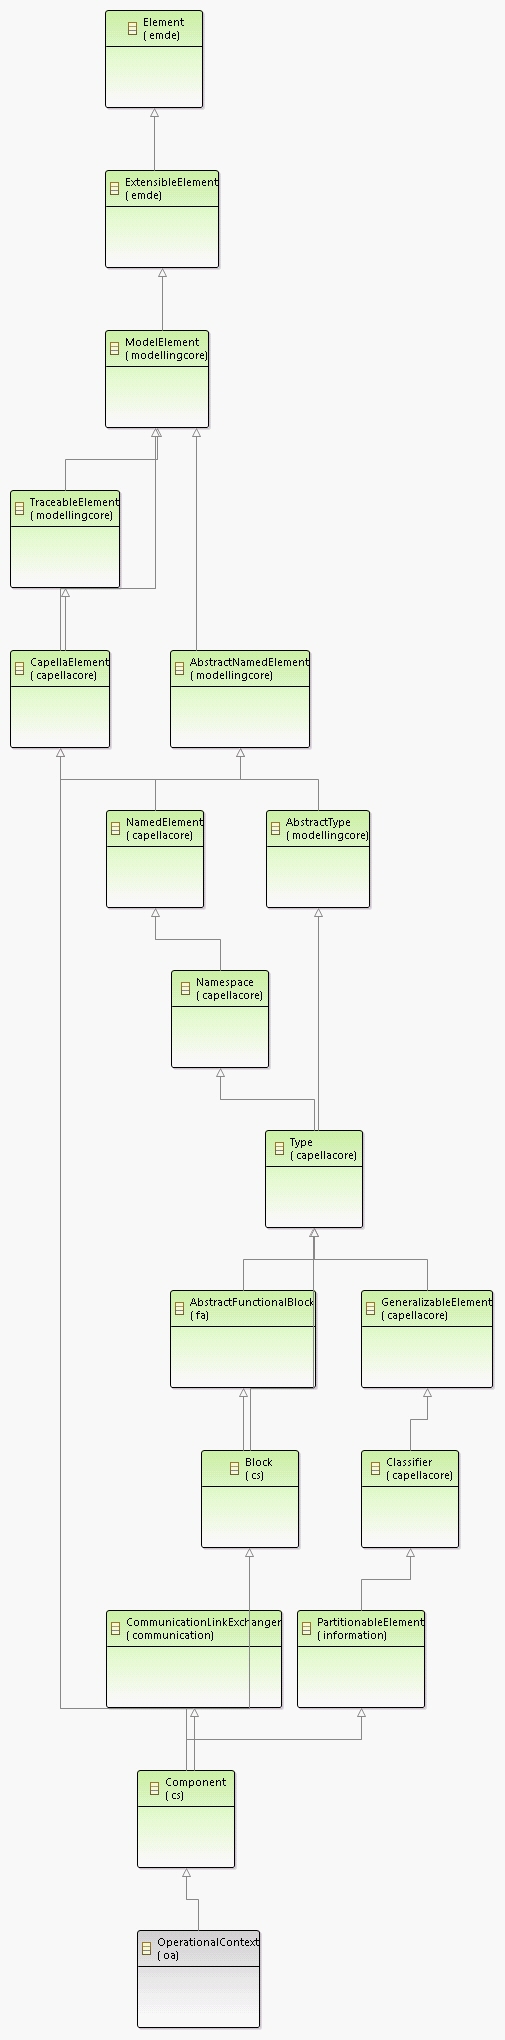 Element
( emde)
ExtensibleElement
( emde)
ModelElement
( modellingcore)
TraceableElement
( modellingcore)
CapellaElement
( capellacore)
AbstractNamedElement
( modellingcore)
NamedElement
( capellacore)
AbstractType
( modellingcore)
Namespace
( capellacore)
Type
( capellacore)
AbstractFunctionalBlock
( fa)
GeneralizableElement
( capellacore)
Block
( cs)
Classifier
( capellacore)
CommunicationLinkExchanger
( communication)
PartitionableElement
( information)
Component
( cs)
OperationalContext
( oa)